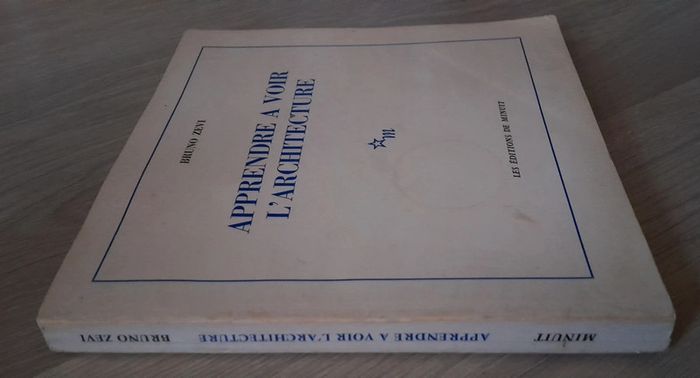 BRUNO ZEVI
APPRENDRE A VOIR
L'ARCHITECTURE
m
LES ÉDITIONS DE MINUIT
BRUNO ZEVI APPRENDRE A VOIR L'ARCHITECTURE MINUIT